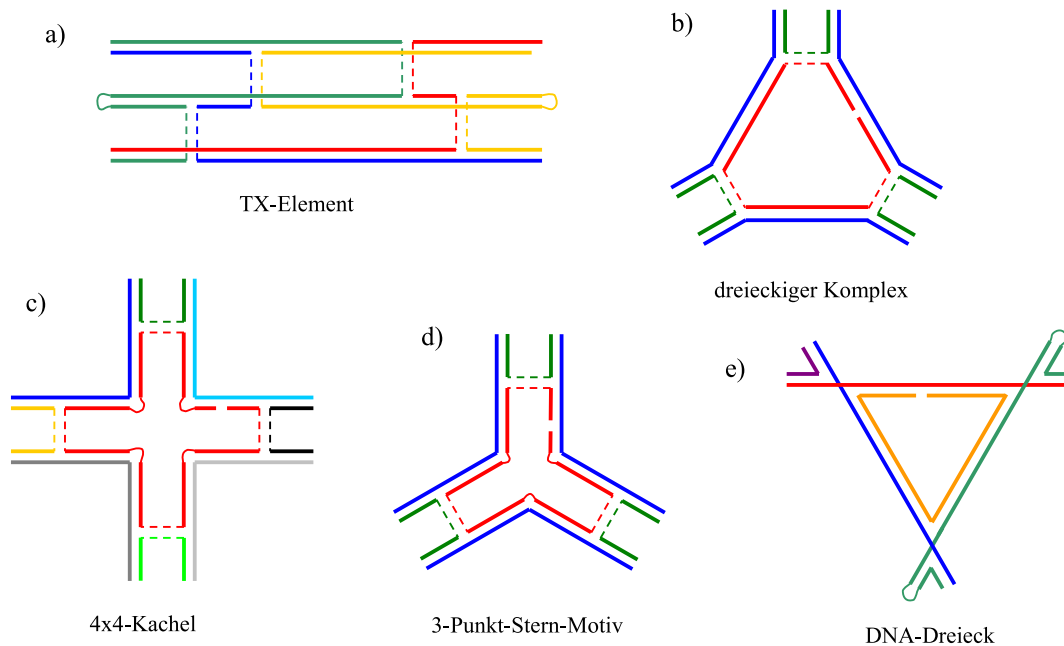 a)
TX-Element
b)
dreieckiger Komplex
c)
4x4-Kachel
d)
3-Punkt-Stern-Motiv
e)
DNA-Dreieck